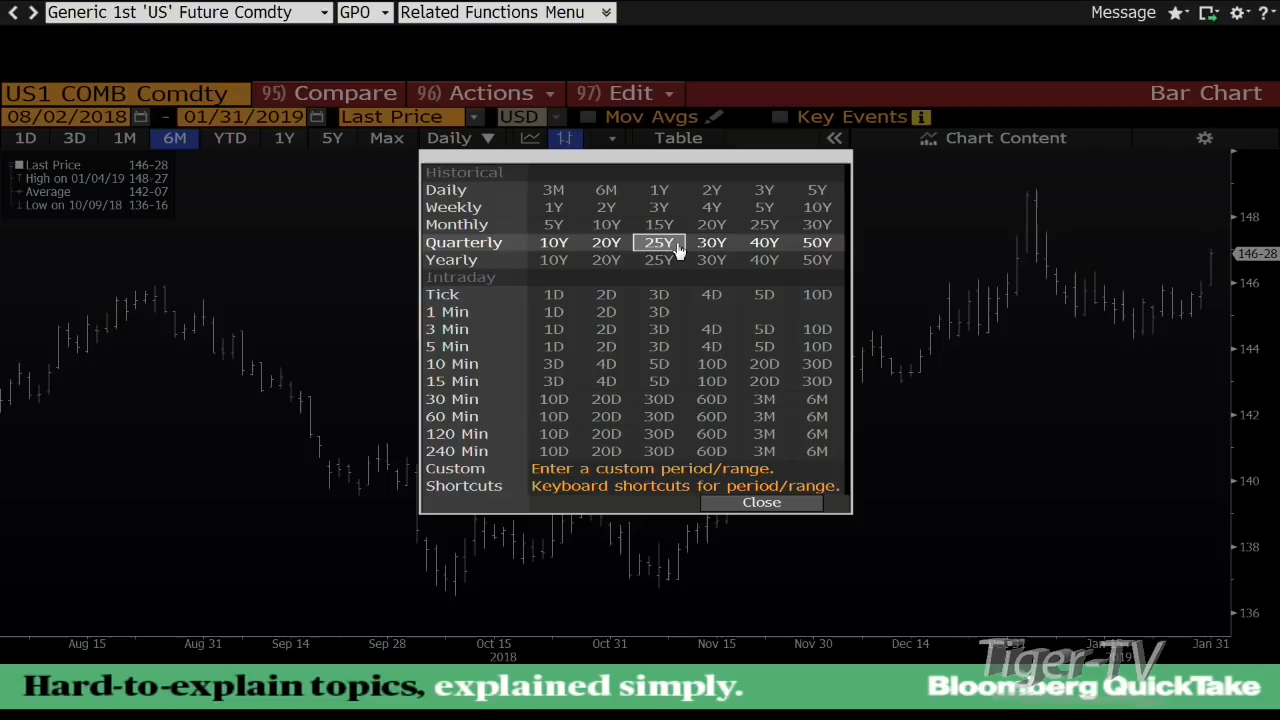 Generic 1st 'US' Future Comdty GPO Related Functions Menu Message ?
US1 COMB Comdty 95) Compare 96) Actions 97) Edit Bar Chart
08/02/2018 - 01/31/2019 Last Price USD Mov Avgs Key Events
1D 3D 1M 6M YTD 1Y 5Y Max Daily Table Chart Content
Last Price 146-28
High on 01/04/19 148-27
Average 142-07
Low on 10/09/18 136-16
Historical
Daily 3M 6M 1Y 2Y 3Y 5Y
Weekly 1Y 2Y 3Y 4Y 5Y 10Y
Monthly 5Y 10Y 15Y 20Y 25Y 30Y
Quarterly 10Y 20Y 25Y 30Y 40Y 50Y
Yearly 10Y 20Y 25Y 30Y 40Y 50Y
Intraday
Tick 1D 2D 3D 4D 5D 10D
1 Min 1D 2D 3D
3 Min 1D 2D 3D 4D 5D 10D
5 Min 1D 2D 3D 4D 5D 10D
10 Min 3D 4D 5D 10D 20D 30D
15 Min 3D 4D 5D 10D 20D 30D
30 Min 10D 20D 30D 60D 3M 6M
60 Min 10D 20D 30D 60D 3M 6M
120 Min 10D 20D 30D 60D 3M 6M
240 Min 10D 20D 30D 60D 3M 6M
Custom Enter a custom period/range.
Shortcuts Keyboard shortcuts for period/range.
Close
148
146-28
146
144
142
140
138
136
Aug 15 Aug 31 Sep 14 Sep 28 Oct 15 Oct 31 Nov 15 Nov 30 Dec 14 Jan 31
2018 2019
Tiger-TV
Hard-to-explain topics, explained simply. Bloomberg QuickTake